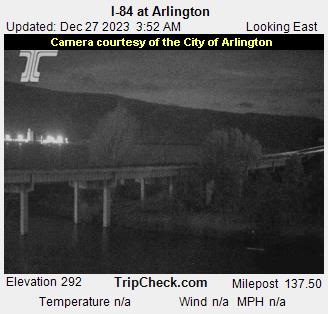 I-84 at Arlington
Updated: Dec 27 2023 3:52 AM Looking East
Camera courtesy of the City of Arlington
Elevation 292 TripCheck.com Milepost 137.50
Temperature n/a Wind n/a MPH n/a